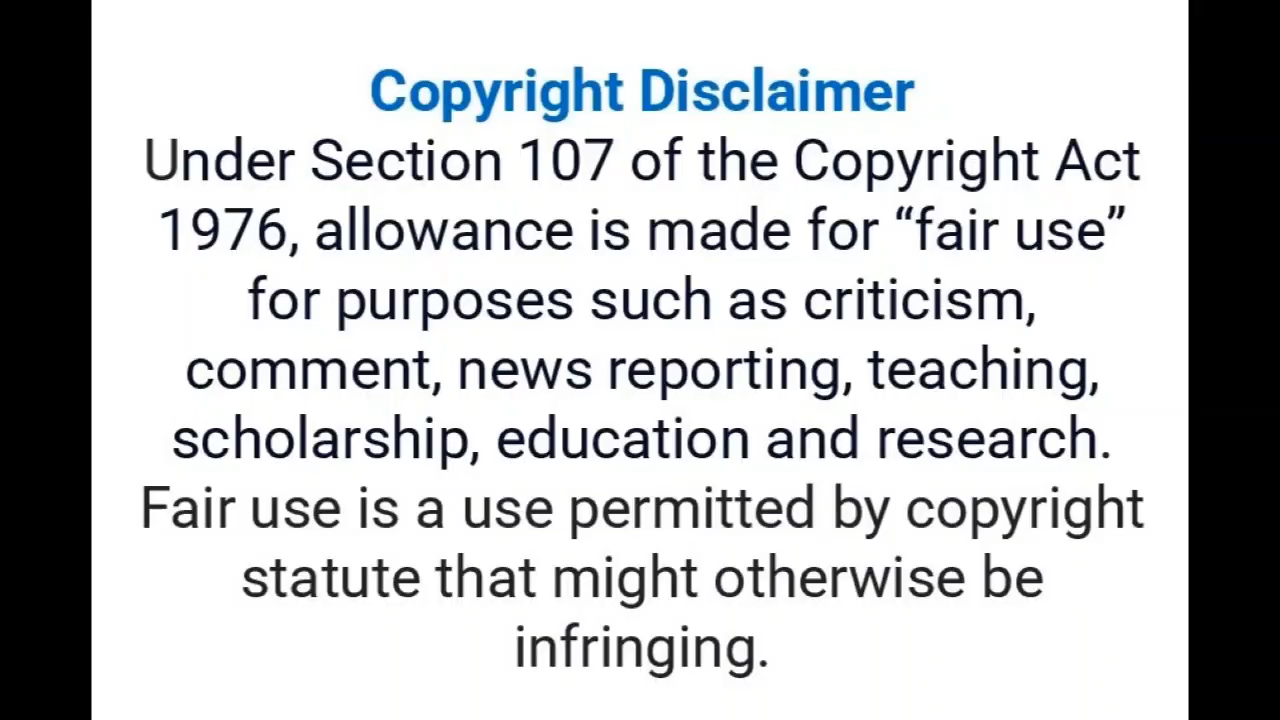 Copyright Disclaimer
Under Section 107 of the Copyright Act
1976, allowance is made for “fair use”
for purposes such as criticism,
comment, news reporting, teaching,
scholarship, education and research.
Fair use is a use permitted by copyright
statute that might otherwise be
infringing.